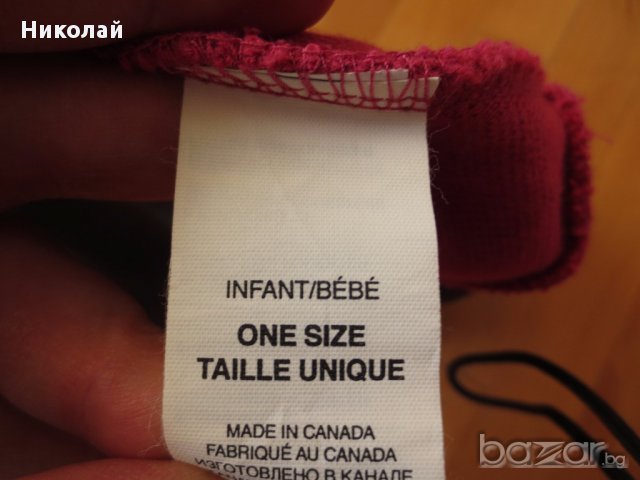 Николай
INFANT/BÉBÉ
ONE SIZE
TAILLE UNIQUE
MADE IN CANADA
FABRIQUÉ AU CANADA
ИЗГОТОВЛЕНО В КАНАДЕ
bazar.bg